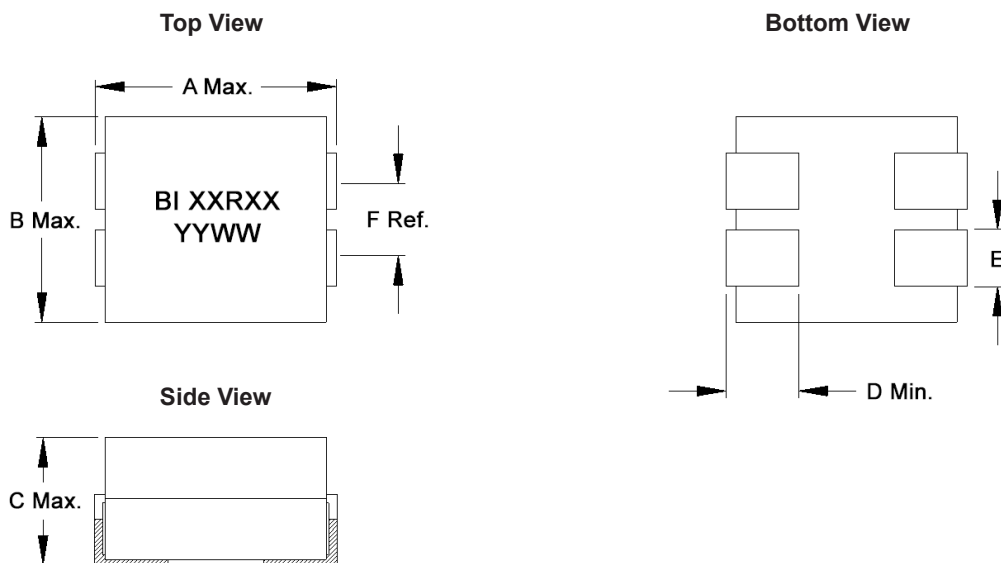 Top View
Bottom View
A Max.
B Max.
BI XXRXX
YYWW
F Ref.
E
D Min.
Side View
C Max.